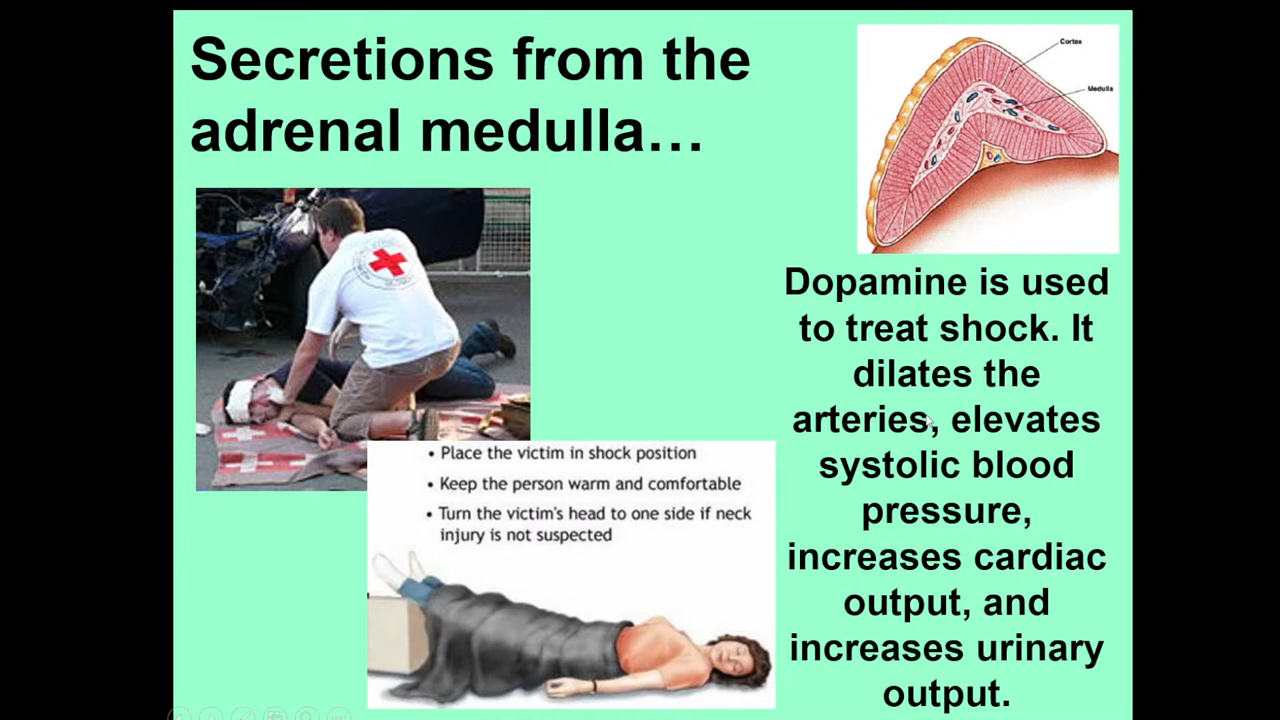 Secretions from the
adrenal medulla…
Cortex
Medulla
Dopamine is used
to treat shock. It
dilates the
arteries, elevates
systolic blood
pressure,
increases cardiac
output, and
increases urinary
output.
• Place the victim in shock position
• Keep the person warm and comfortable
• Turn the victim's head to one side if neck
injury is not suspected